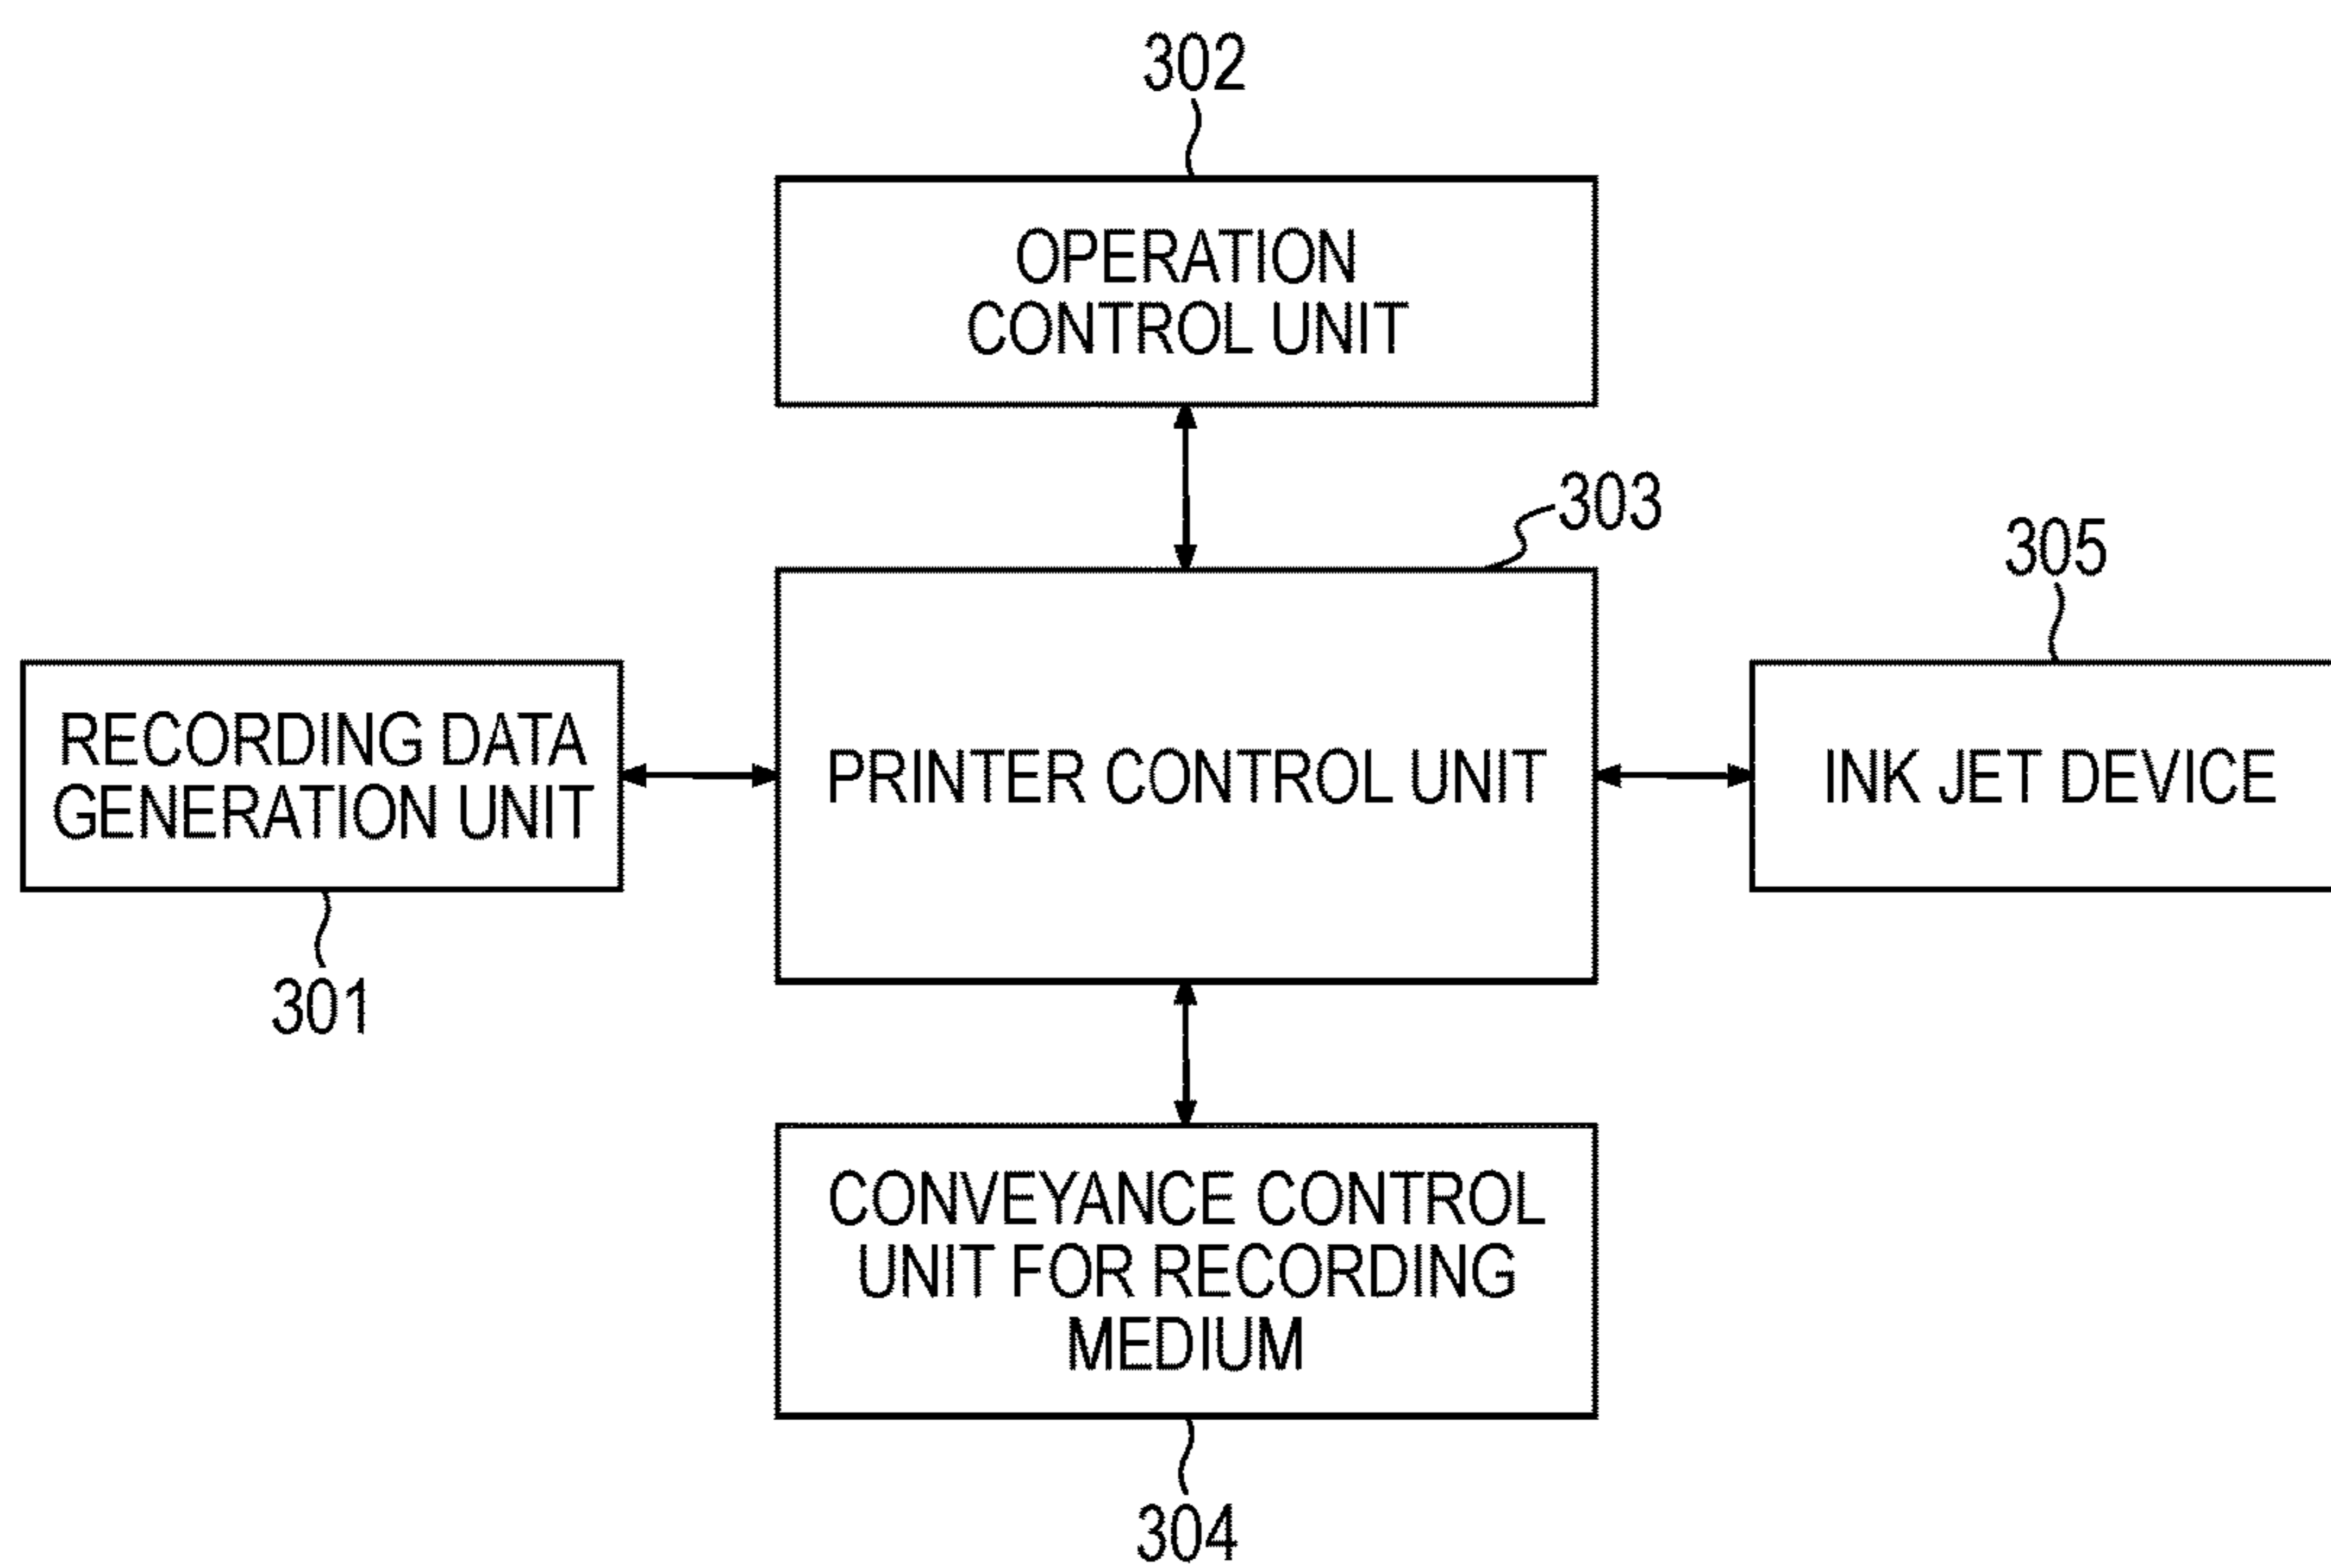 302
OPERATION
CONTROL UNIT
303
305
RECORDING DATA
GENERATION UNIT
PRINTER CONTROL UNIT
INK JET DEVICE
301
CONVEYANCE CONTROL
UNIT FOR RECORDING
MEDIUM
304